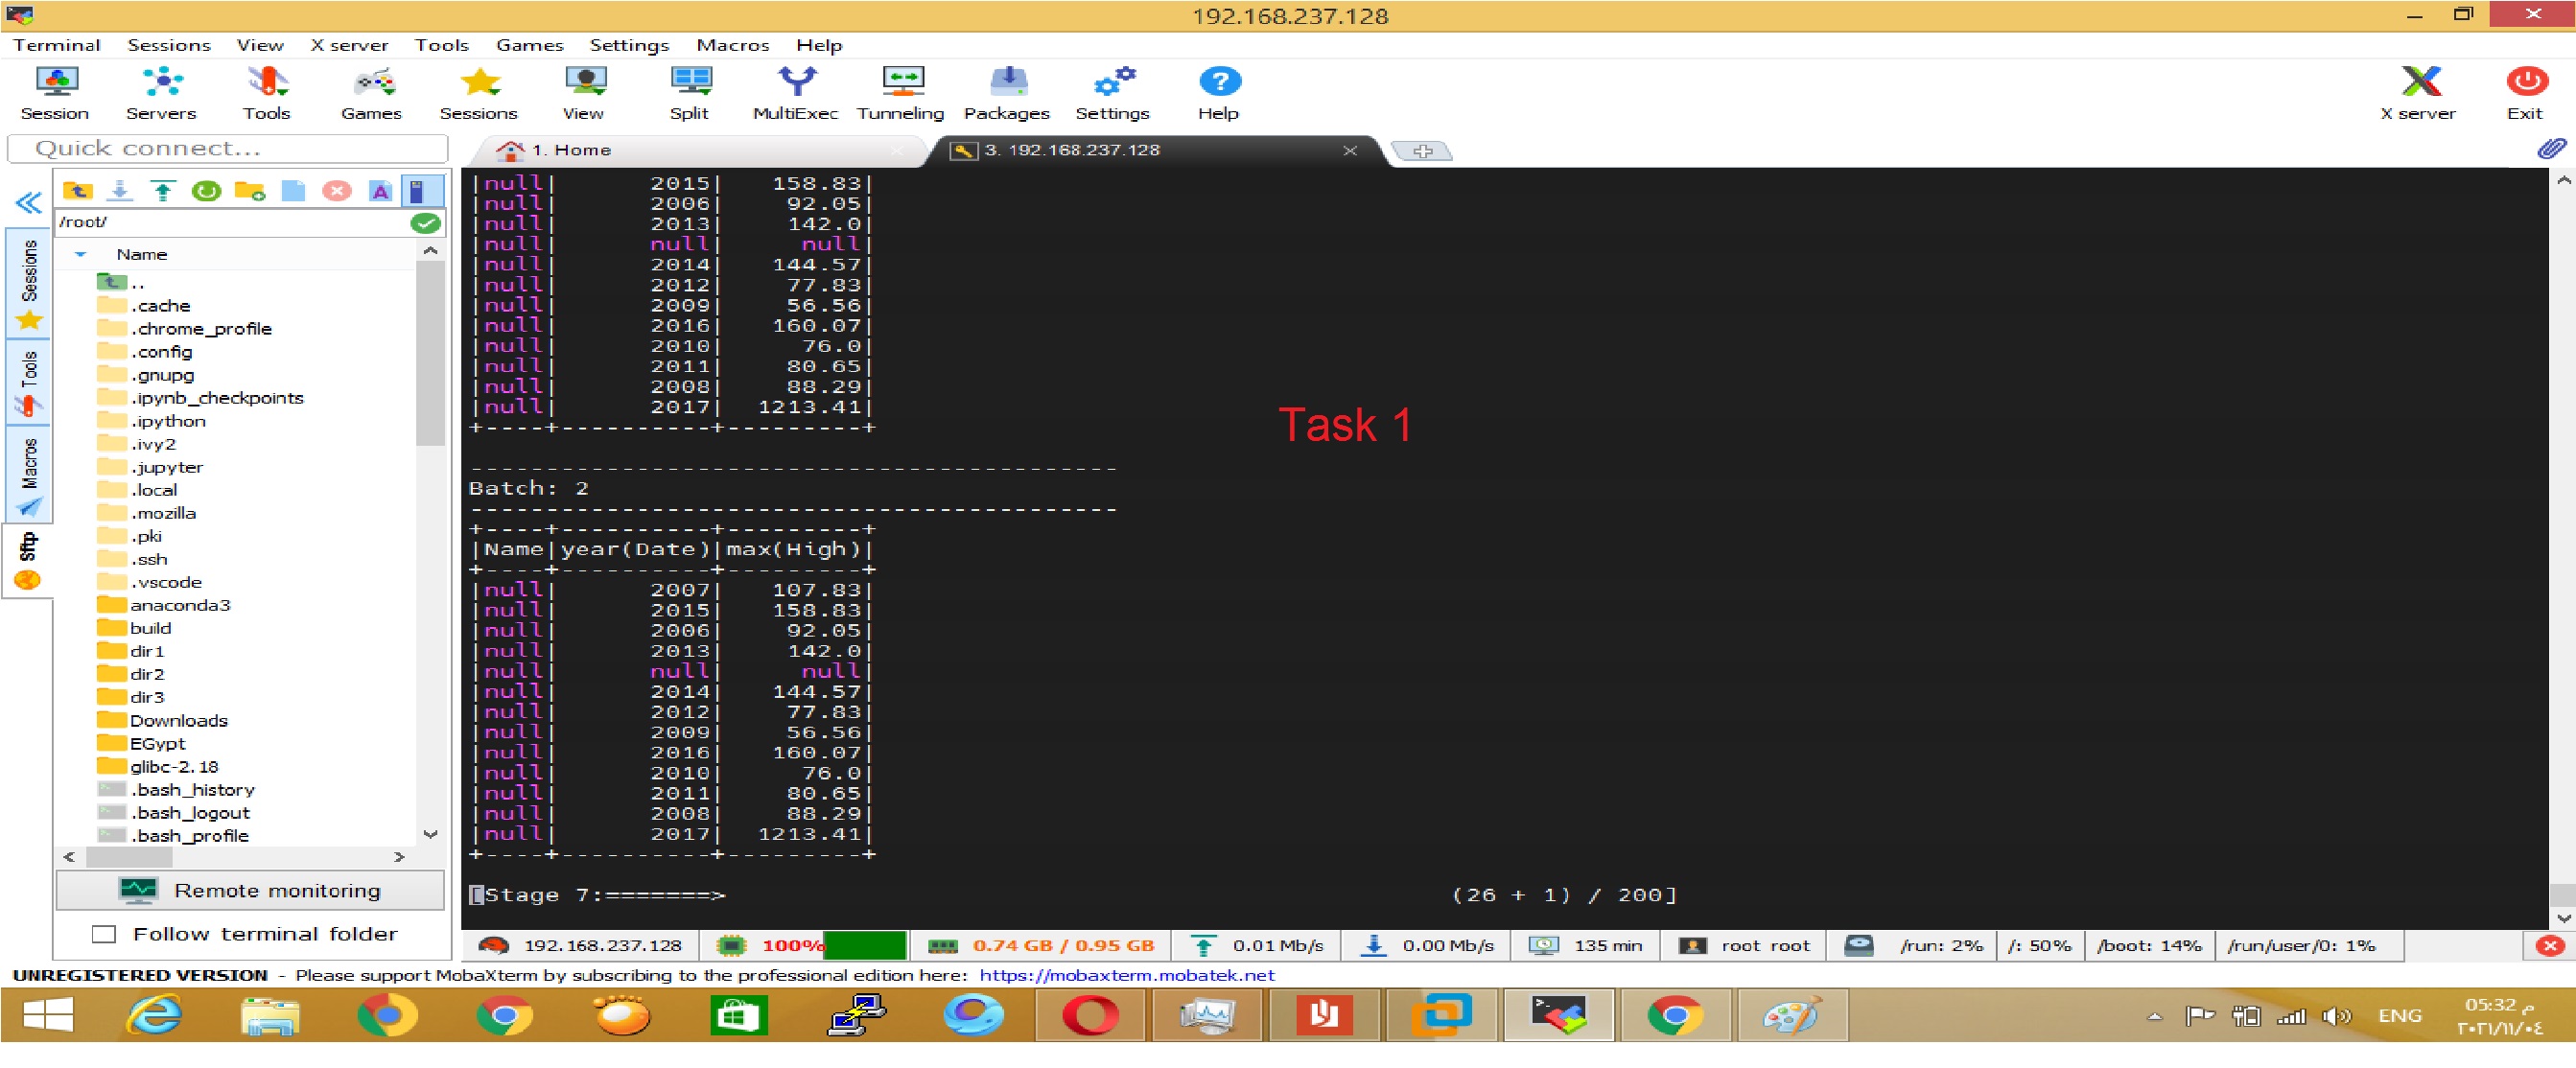 192.168.237.128
Terminal Sessions View X server Tools Games Settings Macros Help
Session Servers Tools Games Sessions View Split MultiExec Tunneling Packages Settings Help X server Exit
Quick connect...
1. Home
3. 192.168.237.128
/root/
Name
..
.cache
.chrome_profile
.config
.gnupg
.ipynb_checkpoints
.ipython
.ivy2
.jupyter
.local
.mozilla
.pki
.ssh
.vscode
anaconda3
build
dir1
dir2
dir3
Downloads
EGypt
glibc-2.18
.bash_history
.bash_logout
.bash_profile
Sessions
Tools
Macros
Sftp
Remote monitoring
Follow terminal folder
|null|      2015|   158.83|
|null|      2006|    92.05|
|null|      2013|    142.0|
|null|      null|     null|
|null|      2014|   144.57|
|null|      2012|    77.83|
|null|      2009|    56.56|
|null|      2016|   160.07|
|null|      2010|     76.0|
|null|      2011|    80.65|
|null|      2008|    88.29|
|null|      2017|  1213.41|
+----+----------+---------+
Task 1
-------------------------------------------
Batch: 2
-------------------------------------------
+----+----------+---------+
|Name|year(Date)|max(High)|
+----+----------+---------+
|null|      2007|   107.83|
|null|      2015|   158.83|
|null|      2006|    92.05|
|null|      2013|    142.0|
|null|      null|     null|
|null|      2014|   144.57|
|null|      2012|    77.83|
|null|      2009|    56.56|
|null|      2016|   160.07|
|null|      2010|     76.0|
|null|      2011|    80.65|
|null|      2008|    88.29|
|null|      2017|  1213.41|
+----+----------+---------+
[Stage 7:=======> (26 + 1) / 200]
192.168.237.128 100% 0.74 GB / 0.95 GB 0.01 Mb/s 0.00 Mb/s 135 min root root /run: 2% /: 50% /boot: 14% /run/user/0: 1%
UNREGISTERED VERSION - Please support MobaXterm by subscribing to the professional edition here: https://mobaxterm.mobatek.net
ENG
05:32 م
٢٠٢١/١١/٠٤